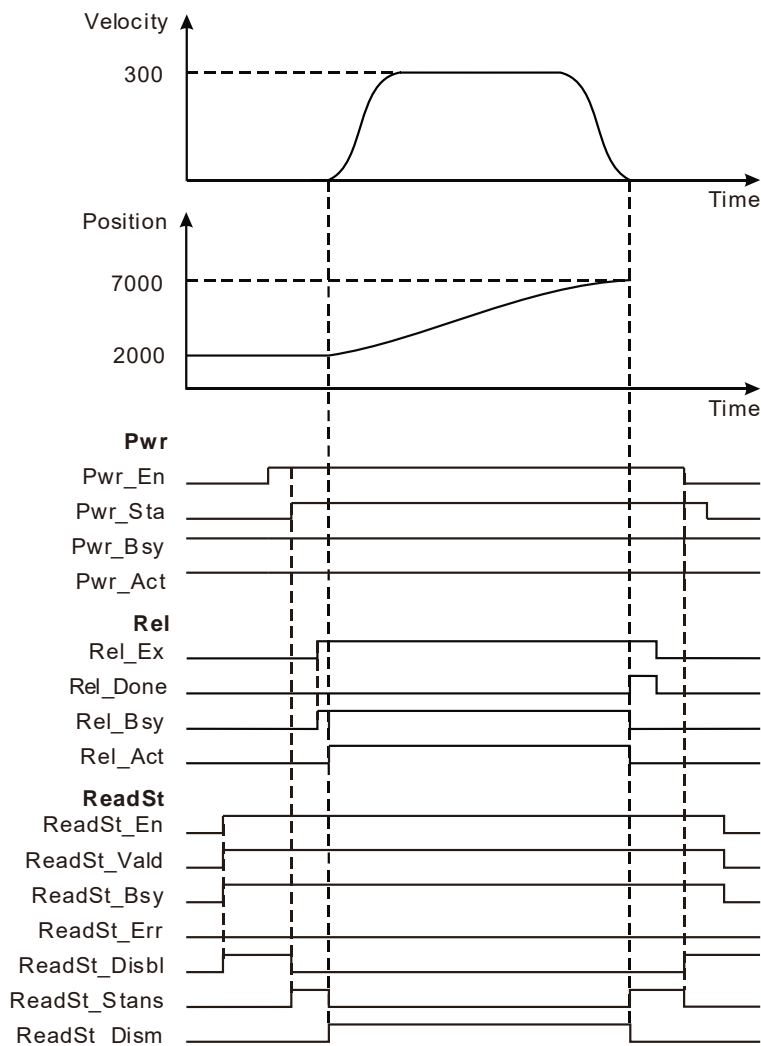 Velocity
300
Time
Position
7000
2000
Time
Pwr
Pwr_En
Pwr_Sta
Pwr_Bsy
Pwr_Act
Rel
Rel_Ex
Rel_Done
Rel_Bsy
Rel_Act
ReadSt
ReadSt_En
ReadSt_Vald
ReadSt_Bsy
ReadSt_Err
ReadSt_Disbl
ReadSt_Stans
ReadSt_Dism